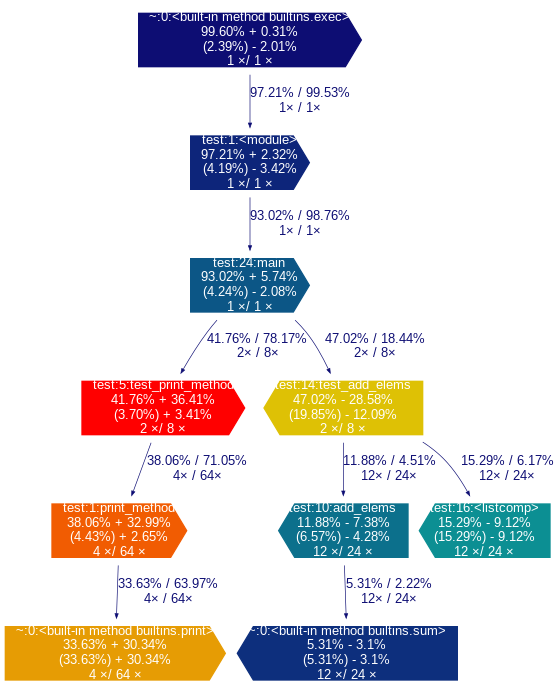 ~:0:<built-in method builtins.exec>
99.60% + 0.31%
(2.39%) - 2.01%
1 ×/ 1 ×
97.21% / 99.53%
1× / 1×
test:1:<module>
97.21% + 2.32%
(4.19%) - 3.42%
1 ×/ 1 ×
93.02% / 98.76%
1× / 1×
test:24:main
93.02% + 5.74%
(4.24%) - 2.08%
1 ×/ 1 ×
41.76% / 78.17%
2× / 8×
47.02% / 18.44%
2× / 8×
test:5:test_print_method
41.76% + 36.41%
(3.70%) + 3.41%
2 ×/ 8 ×
test:14:test_add_elems
47.02% - 28.58%
(19.85%) - 12.09%
2 ×/ 8 ×
38.06% / 71.05%
4× / 64×
11.88% / 4.51%
12× / 24×
15.29% / 6.17%
12× / 24×
test:1:print_method
38.06% + 32.99%
(4.43%) + 2.65%
4 ×/ 64 ×
test:10:add_elems
11.88% - 7.38%
(6.57%) - 4.28%
12 ×/ 24 ×
test:16:<listcomp>
15.29% - 9.12%
(15.29%) - 9.12%
12 ×/ 24 ×
33.63% / 63.97%
4× / 64×
5.31% / 2.22%
12× / 24×
~:0:<built-in method builtins.print>
33.63% + 30.34%
(33.63%) + 30.34%
4 ×/ 64 ×
~:0:<built-in method builtins.sum>
5.31% - 3.1%
(5.31%) - 3.1%
12 ×/ 24 ×